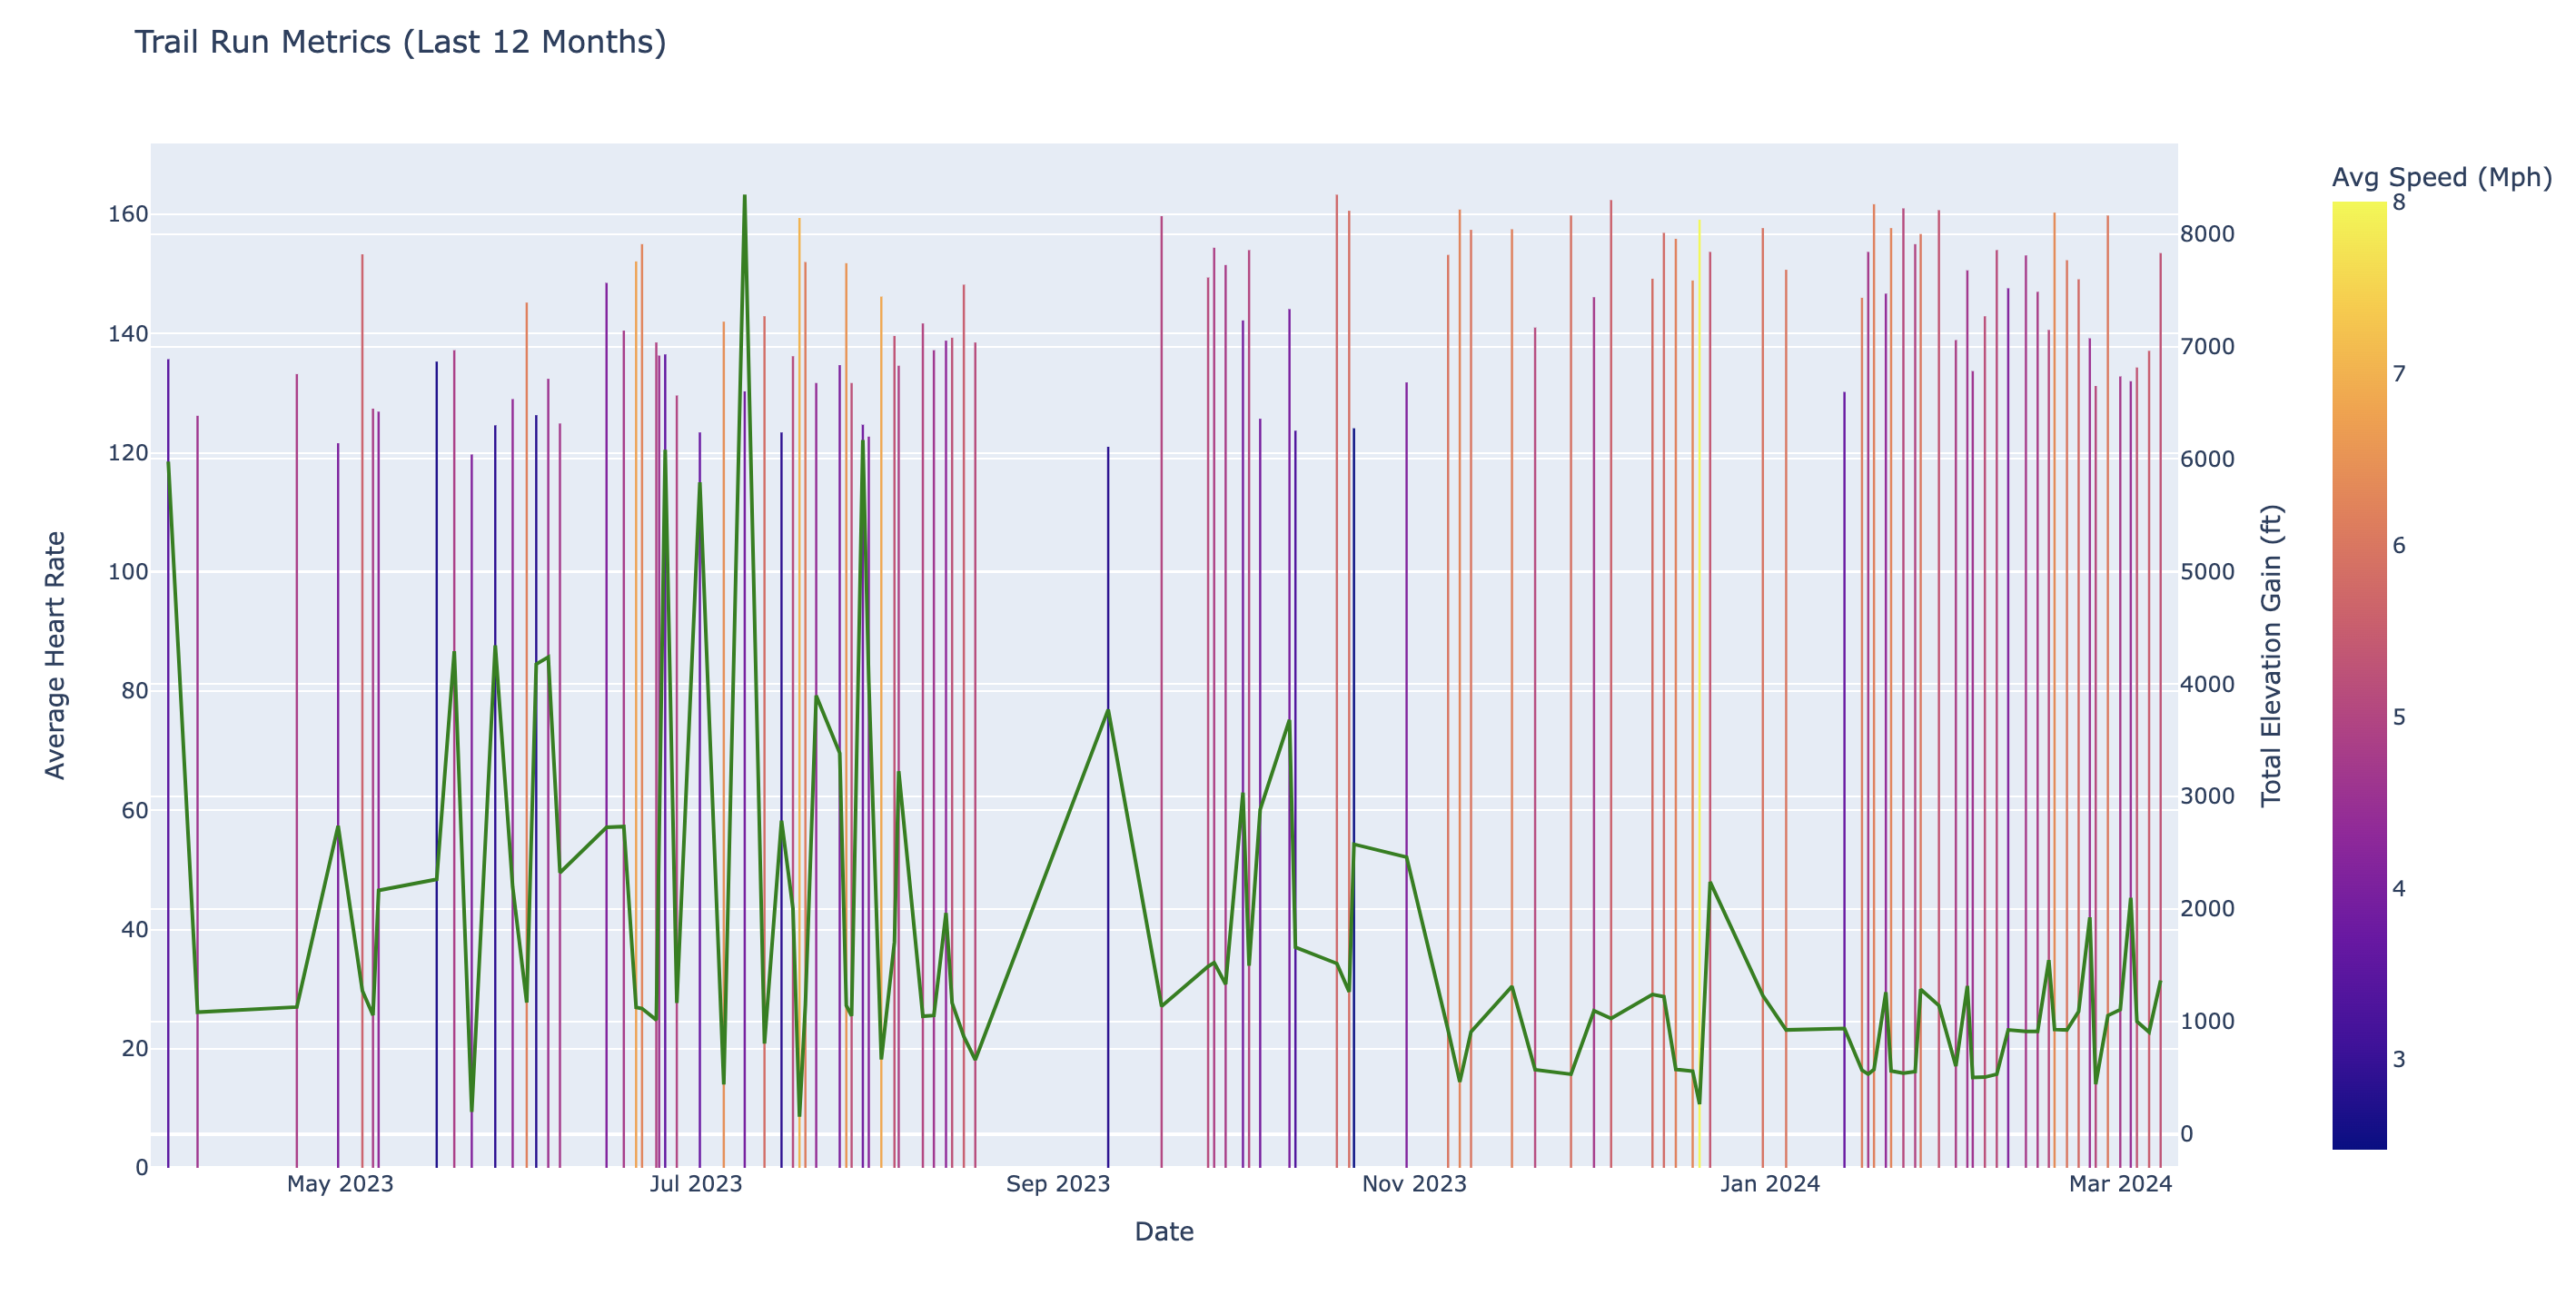 Trail Run Metrics (Last 12 Months)
Avg Speed (Mph)
8
7
6
5
4
3
160
140
120
100
80
60
40
20
0
Average Heart Rate
8000
7000
6000
5000
4000
3000
2000
1000
0
Total Elevation Gain (ft)
May 2023
Jul 2023
Sep 2023
Nov 2023
Jan 2024
Mar 2024
Date